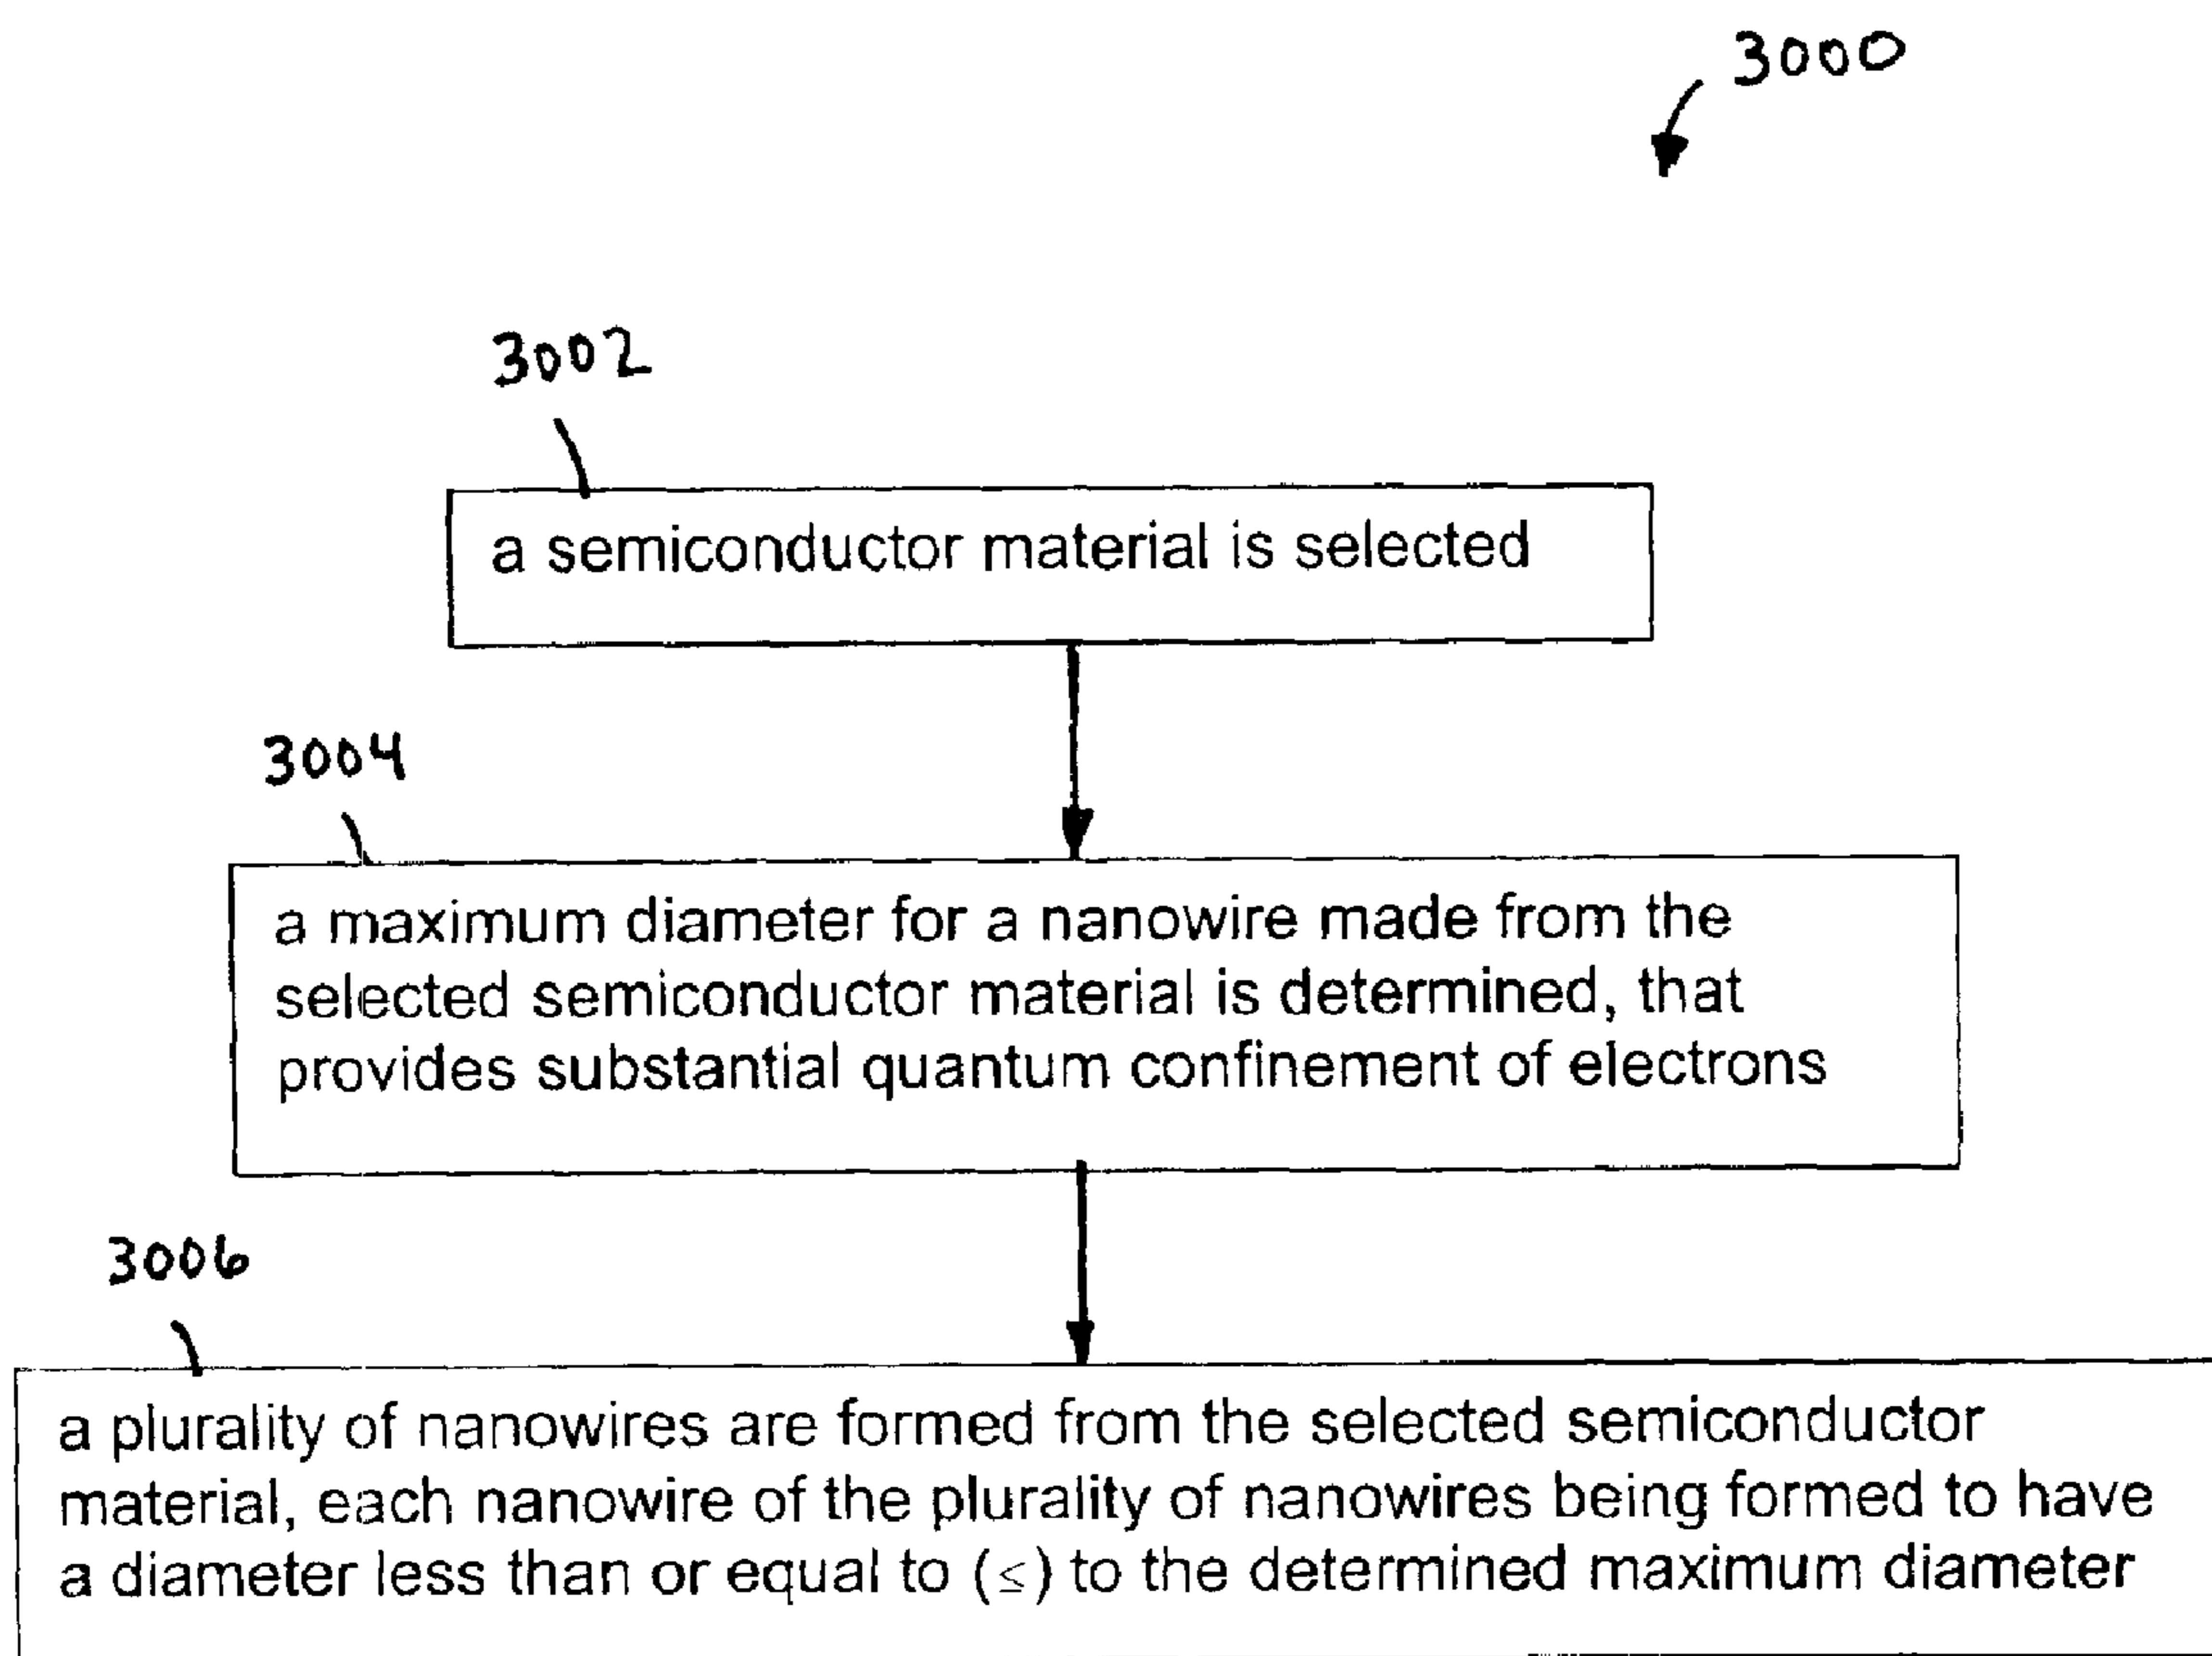 3000
3002
a semiconductor material is selected
3004
a maximum diameter for a nanowire made from the
selected semiconductor material is determined, that
provides substantial quantum confinement of electrons
3006
a plurality of nanowires are formed from the selected semiconductor
material, each nanowire of the plurality of nanowires being formed to have
a diameter less than or equal to (≤) to the determined maximum diameter